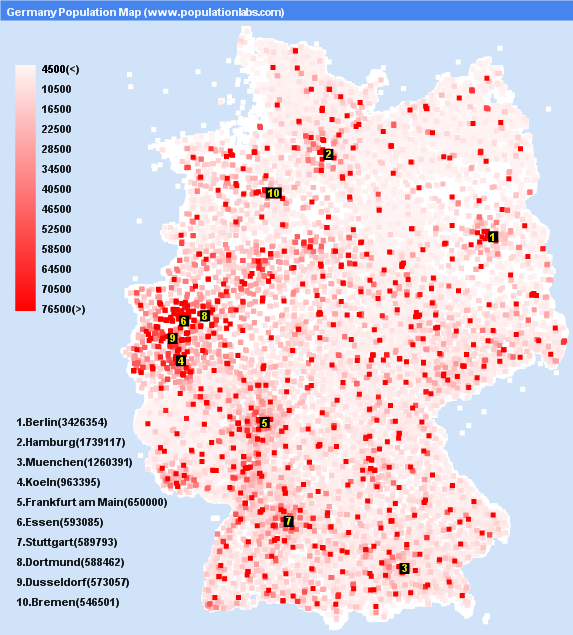 Germany Population Map (www.populationlabs.com)
4500(<)
10500
16500
22500
28500
34500
40500
46500
52500
58500
64500
70500
76500(>)
2
10
1
8
6
9
4
5
7
3
1.Berlin(3426354)
2.Hamburg(1739117)
3.Muenchen(1260391)
4.Koeln(963395)
5.Frankfurt am Main(650000)
6.Essen(593085)
7.Stuttgart(589793)
8.Dortmund(588462)
9.Dusseldorf(573057)
10.Bremen(546501)